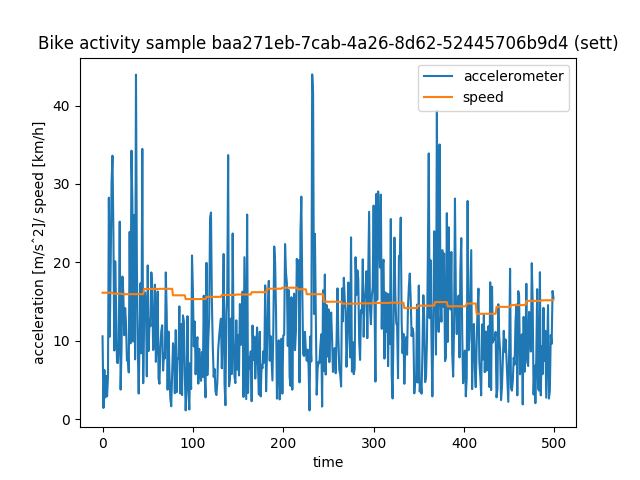 Bike activity sample baa271eb-7cab-4a26-8d62-52445706b9d4 (sett)
accelerometer
speed
acceleration [m/s^2]/ speed [km/h]
40
30
20
10
0
0 100 200 300 400 500
time